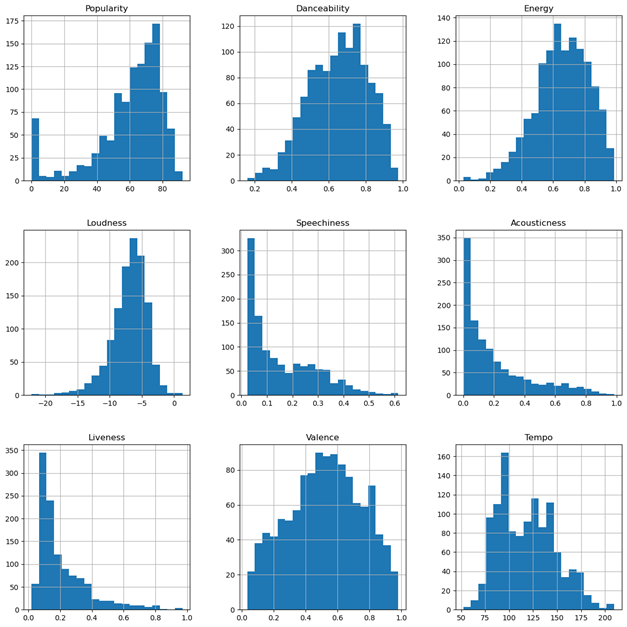 Popularity Danceability Energy
175 120 140
150 100 120
125 80 100
100 60 80
75 40 60
50 20 40
25 0 20
0 0
0 20 40 60 80 0.2 0.4 0.6 0.8 1.0 0.0 0.2 0.4 0.6 0.8 1.0
Loudness Speechiness Acousticness
200 300 350
150 250 300
100 200 250
50 150 200
0 100 150
50 100
0 50
0
−20 −15 −10 −5 0 0.0 0.1 0.2 0.3 0.4 0.5 0.6 0.0 0.2 0.4 0.6 0.8 1.0
Liveness Valence Tempo
350 80 160
300 60 140
250 40 120
200 20 100
150 0 80
100 60
50 40
0 20
0
0.0 0.2 0.4 0.6 0.8 1.0 0.0 0.2 0.4 0.6 0.8 1.0 50 75 100 125 150 175 200